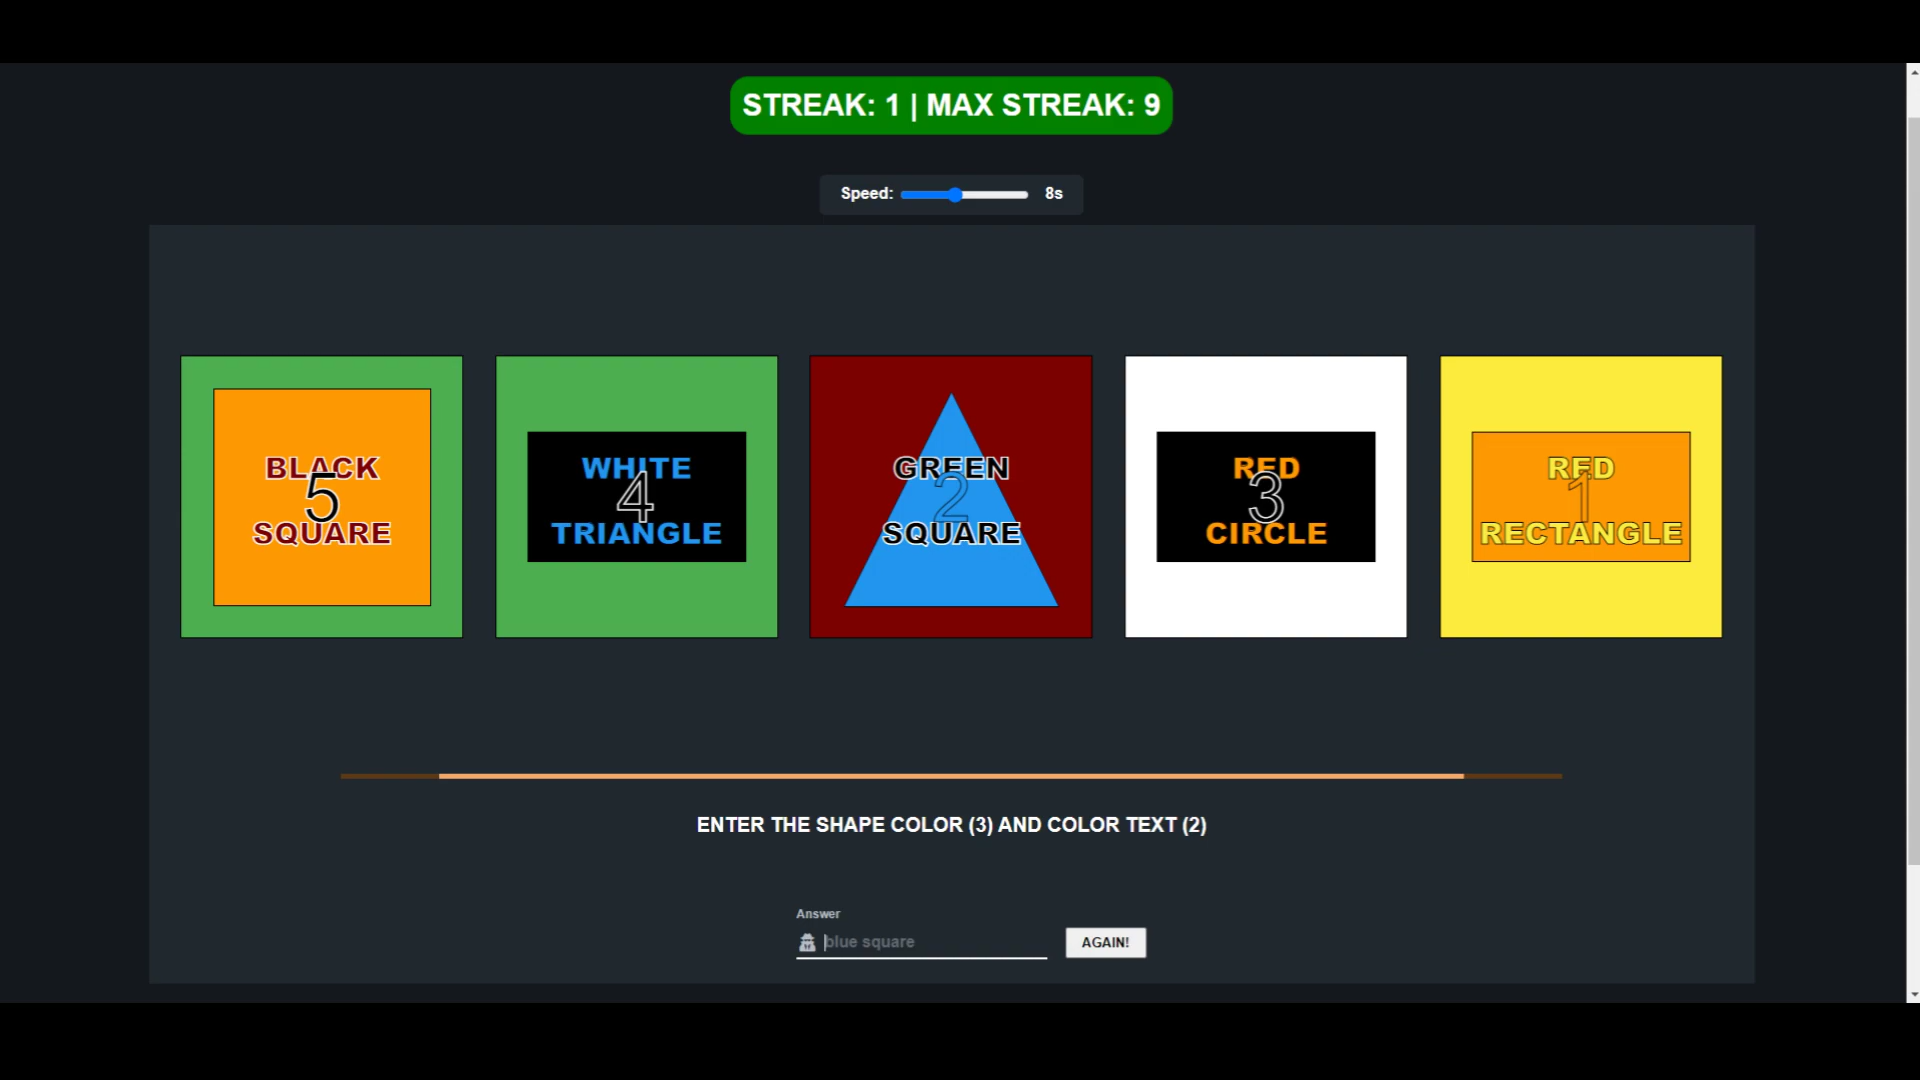 STREAK: 1 | MAX STREAK: 9
Speed: 8s
BLACK
5
SQUARE
WHITE
4
TRIANGLE
GREEN
2
SQUARE
RED
3
CIRCLE
RED
1
RECTANGLE
ENTER THE SHAPE COLOR (3) AND COLOR TEXT (2)
Answer
blue square
AGAIN!